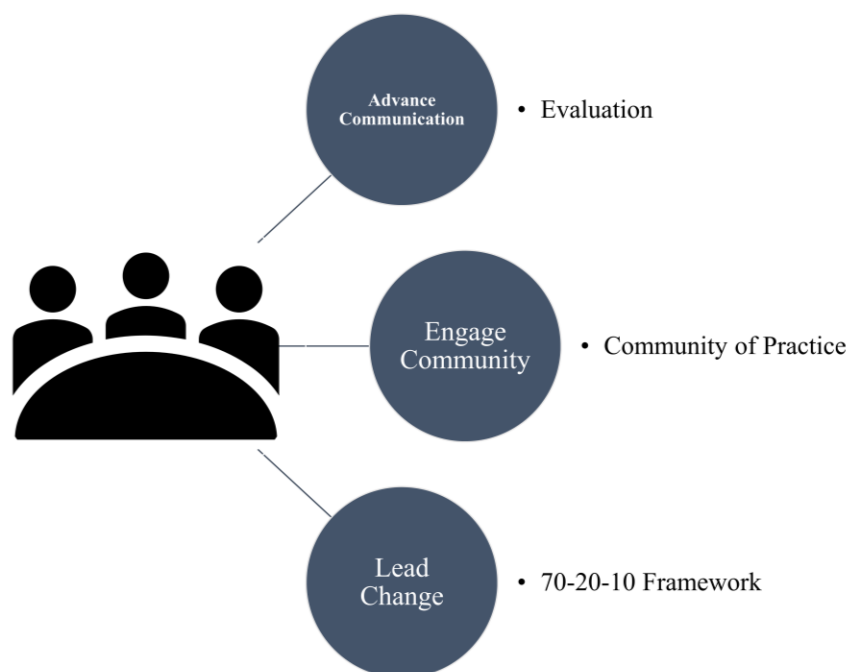 Advance
Communication
• Evaluation
Engage
Community
• Community of Practice
Lead
Change
• 70-20-10 Framework